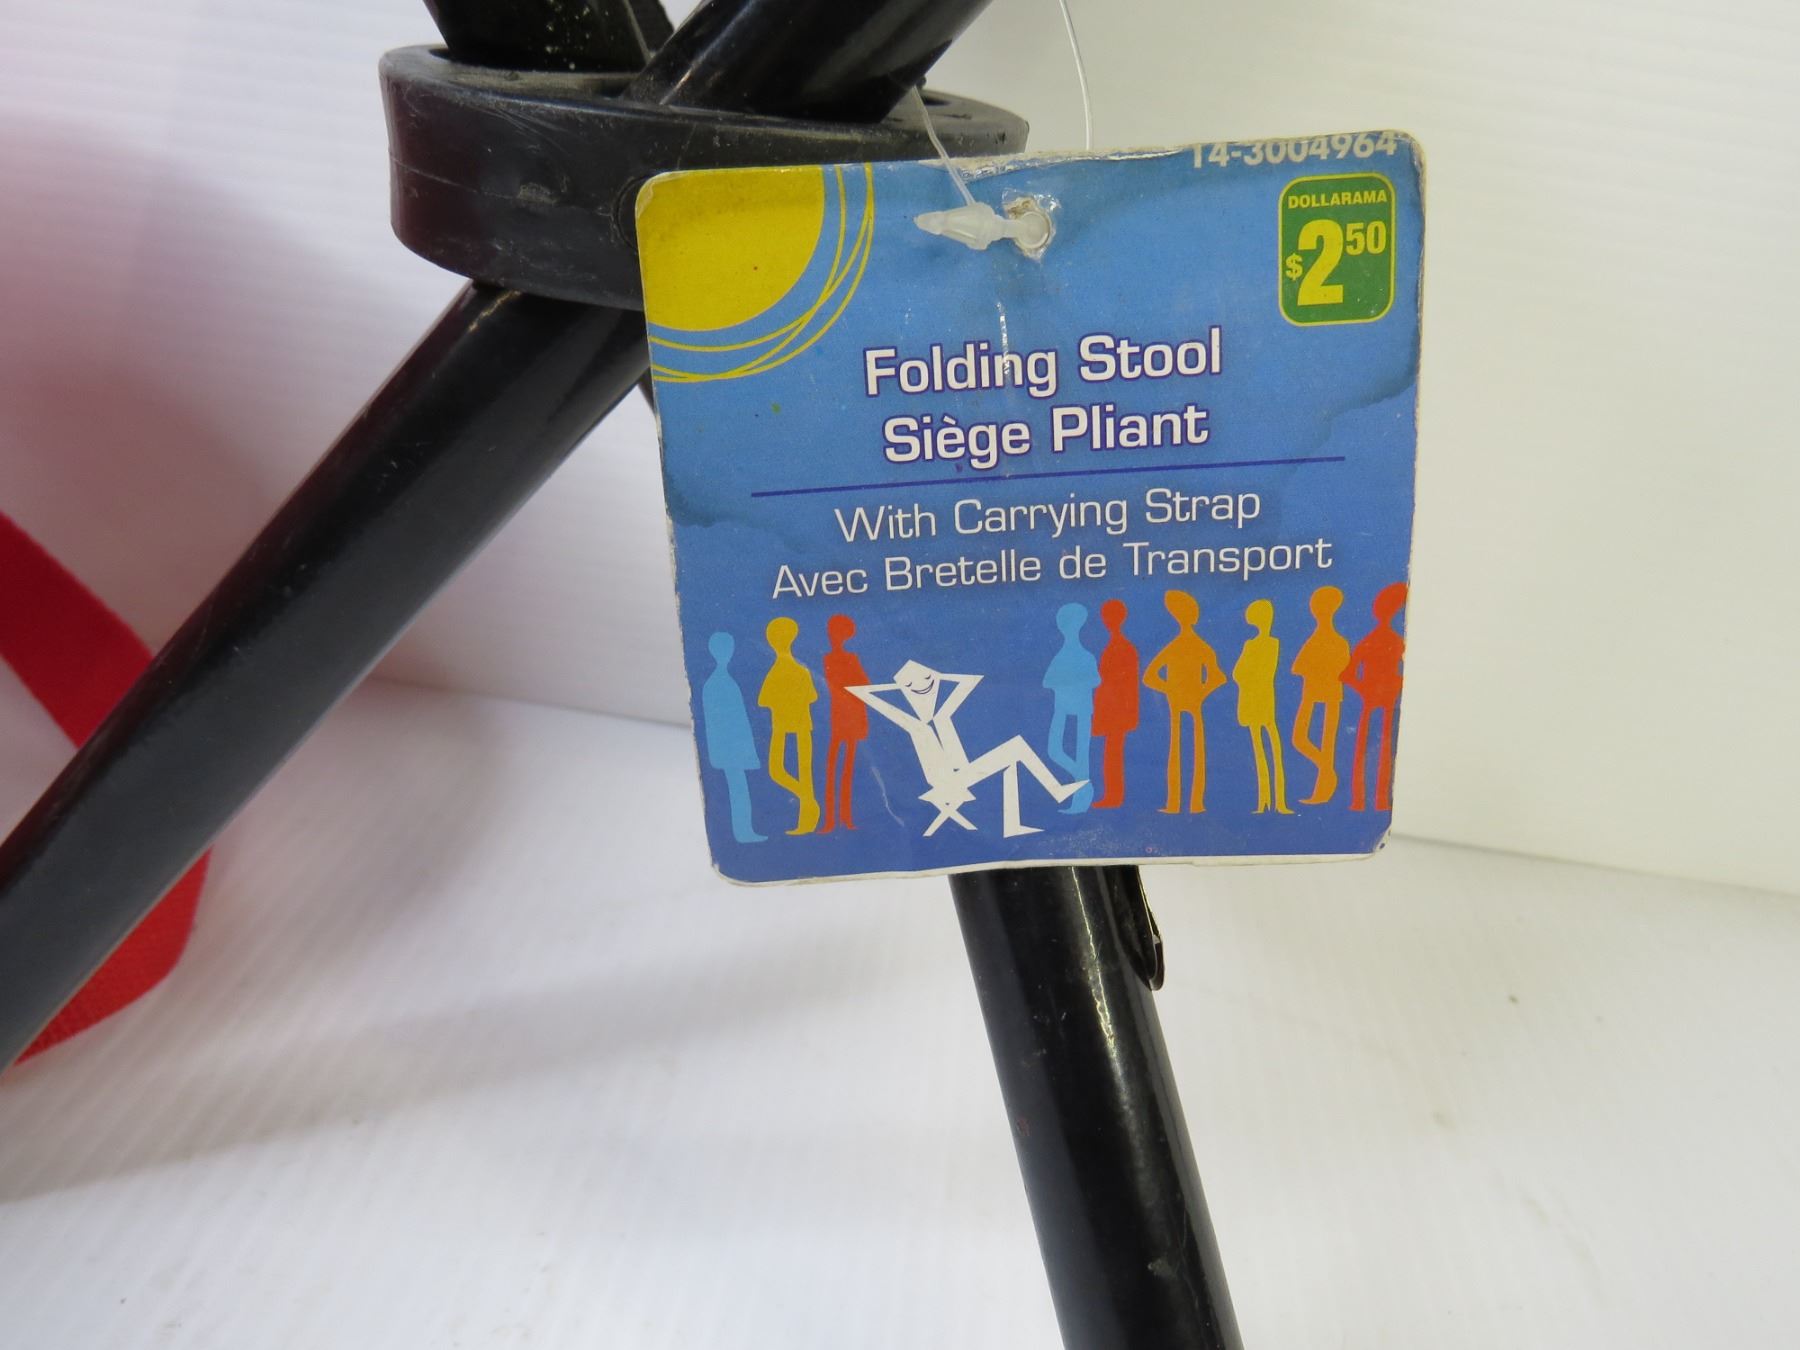 14-3004964
DOLLARAMA
$2.50
Folding Stool
Siège Pliant
With Carrying Strap
Avec Bretelle de Transport